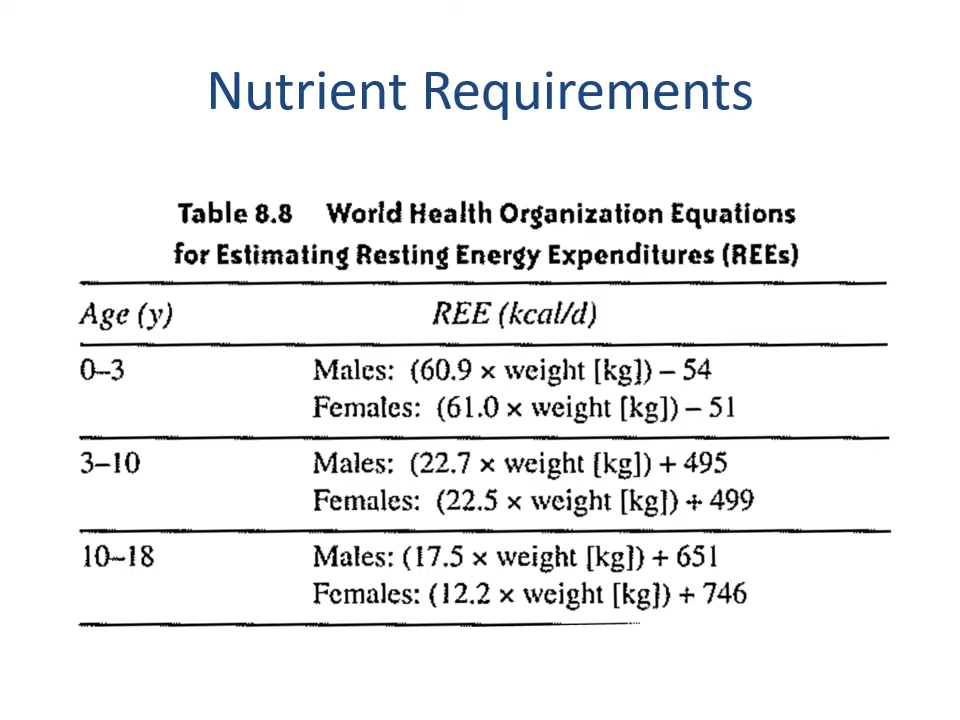 Nutrient Requirements
Table 8.8 World Health Organization Equations
for Estimating Resting Energy Expenditures (REEs)
Age (y) REE (kcal/d)
0–3 Males: (60.9 × weight [kg]) – 54
Females: (61.0 × weight [kg]) – 51
3–10 Males: (22.7 × weight [kg]) + 495
Females: (22.5 × weight [kg]) + 499
10–18 Males: (17.5 × weight [kg]) + 651
Females: (12.2 × weight [kg]) + 746